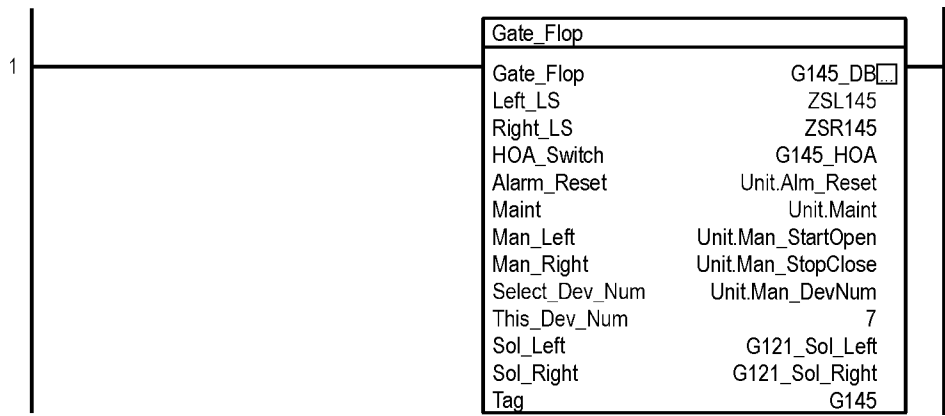 Gate_Flop
1
Gate_Flop G145_DB...
Left_LS ZSL145
Right_LS ZSR145
HOA_Switch G145_HOA
Alarm_Reset Unit.Alm_Reset
Maint Unit.Maint
Man_Left Unit.Man_StartOpen
Man_Right Unit.Man_StopClose
Select_Dev_Num Unit.Man_DevNum
This_Dev_Num 7
Sol_Left G121_Sol_Left
Sol_Right G121_Sol_Right
Tag G145